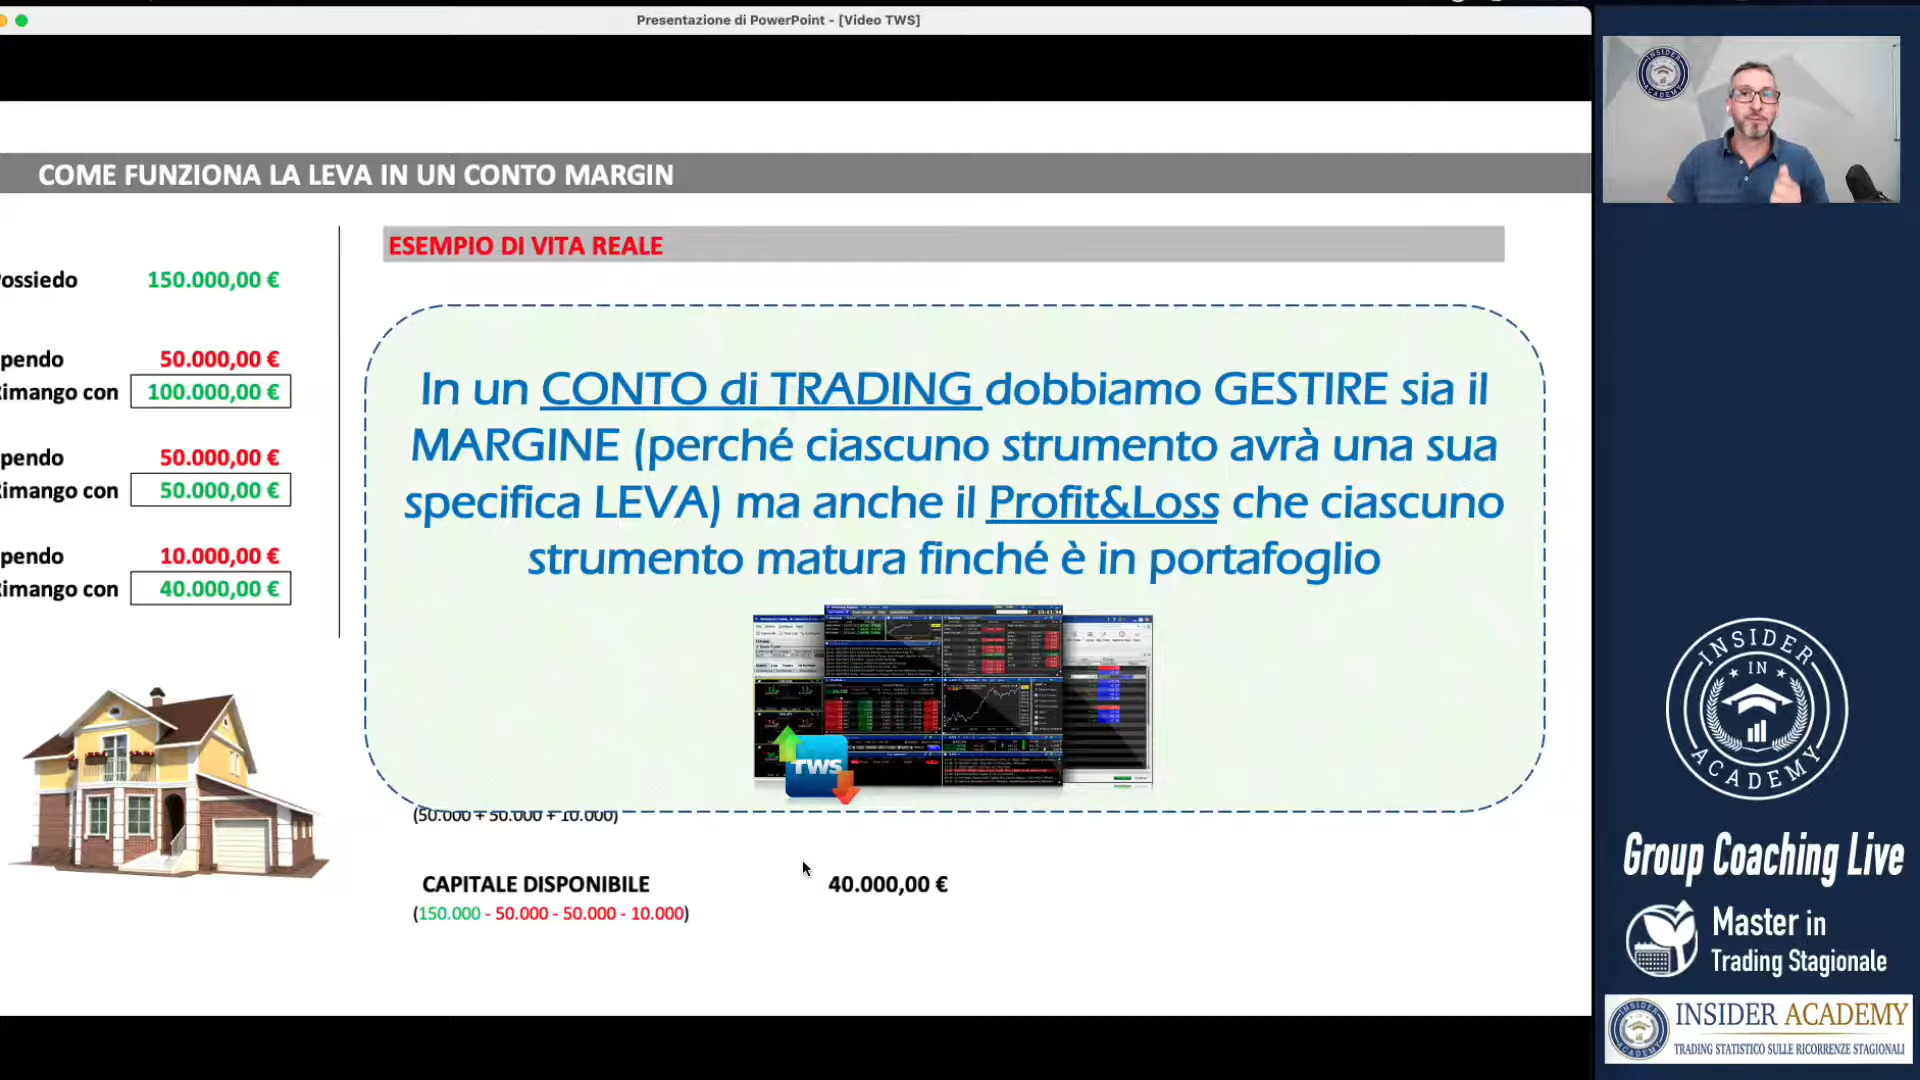 Presentazione di PowerPoint - [Video TWS]
COME FUNZIONA LA LEVA IN UN CONTO MARGIN
ossiedo 150.000,00 €
pendo 50.000,00 €
imango con 100.000,00 €
pendo 50.000,00 €
imango con 50.000,00 €
pendo 10.000,00 €
imango con 40.000,00 €
ESEMPIO DI VITA REALE
In un CONTO di TRADING dobbiamo GESTIRE sia il
MARGINE (perché ciascuno strumento avrà una sua
specifica LEVA) ma anche il Profit&Loss che ciascuno
strumento matura finché è in portafoglio
TWS
(50.000 + 50.000 + 10.000)
CAPITALE DISPONIBILE 40.000,00 €
(150.000 - 50.000 - 50.000 - 10.000)
INSIDER
ACADEMY
INSIDER
IN
ACADEMY
Group Coaching Live
Master in
Trading Stagionale
INSIDER ACADEMY
TRADING STATISTICO SULLE RICORRENZE STAGIONALI